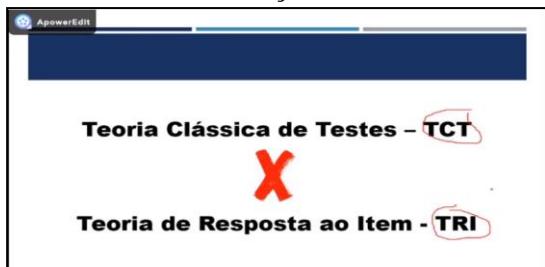 ApowerEdit
Teoria Clássica de Testes – TCT
X
Teoria de Resposta ao Item - TRI